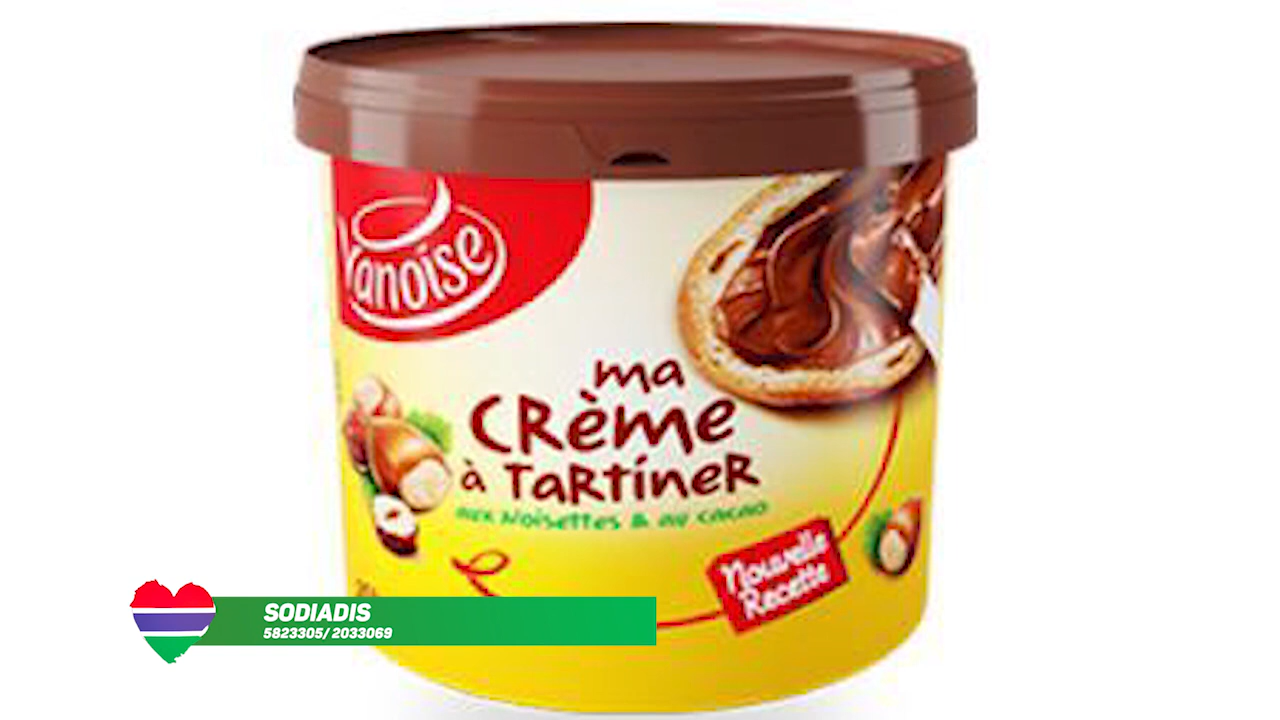 Vanoise
ma
CRème
à TaRtineR
aux Noisettes & au cacao
Nouvelle
Recette
SODIADIS
5823305/ 2033069